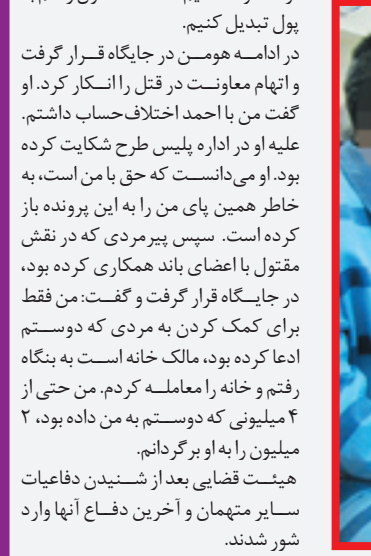 پول تبدیل کنیم.
در ادامه هومن در جایگاه قرار گرفت
و اتهام معاونت در قتل را انکار کرد. او
گفت من با احمد اختلاف‌حساب داشتم.
علیه او در اداره پلیس طرح شکایت کرده
بود. او می‌دانست که حق با من است، به
خاطر همین پای من را به این پرونده باز
کرده است. سپس پیرمردی که در نقش
مقتول با اعضای باند همکاری کرده بود،
در جایگاه قرار گرفت و گفت: من فقط
برای کمک کردن به مردی که دوستم
ادعا کرده بود، مالک خانه است به بنگاه
رفتم و خانه را معامله کردم. من حتی از
۴ میلیونی که دوستم به من داده بود، ۲
میلیون را به او برگردانم.
هیئت قضایی بعد از شنیدن دفاعیات
سایر متهمان و آخرین دفاع آنها وارد
شور شدند.